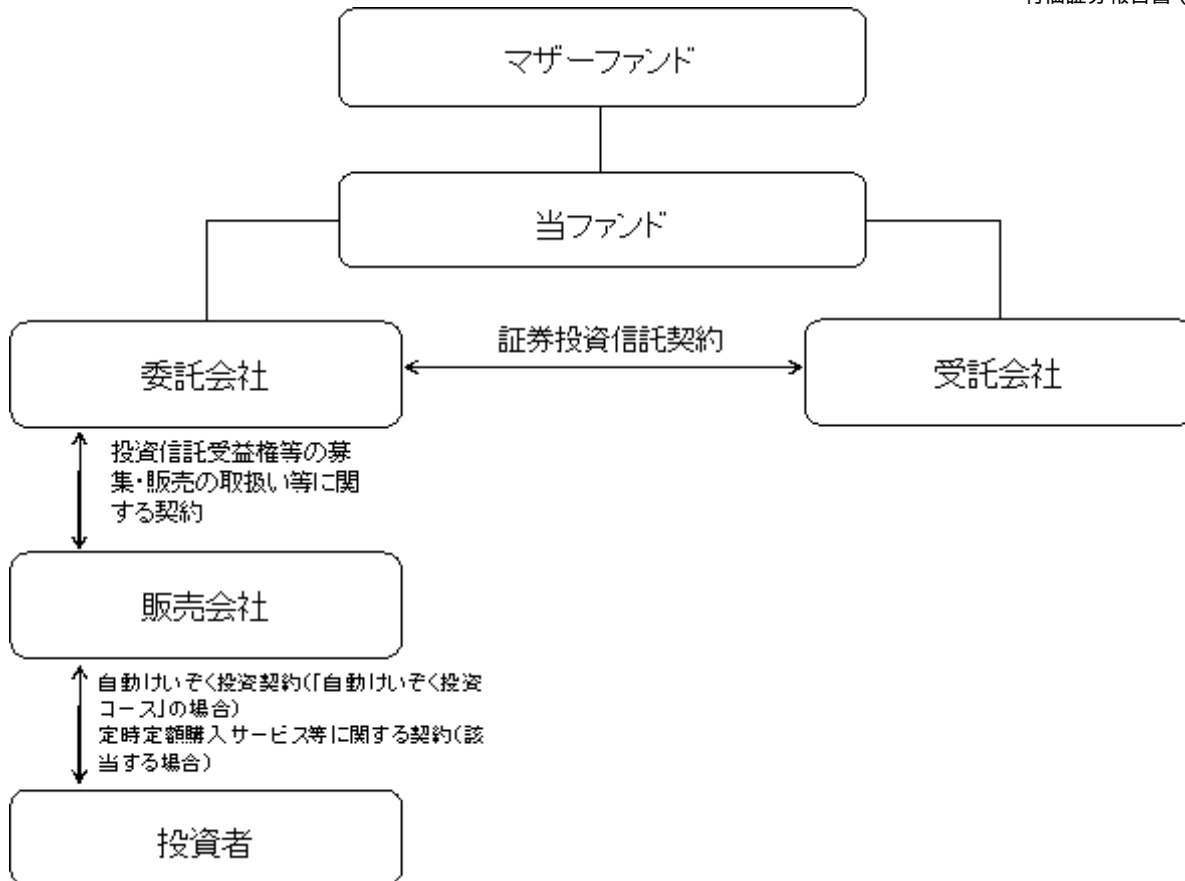 マザーファンド
当ファンド
証券投資信託契約
委託会社
受託会社
投資信託受益権等の募
集・販売の取扱い等に関
する契約
販売会社
自動けいぞく投資契約(「自動けいぞく投資
コース」の場合)
定時定額購入サービス等に関する契約(該
当する場合)
投資者